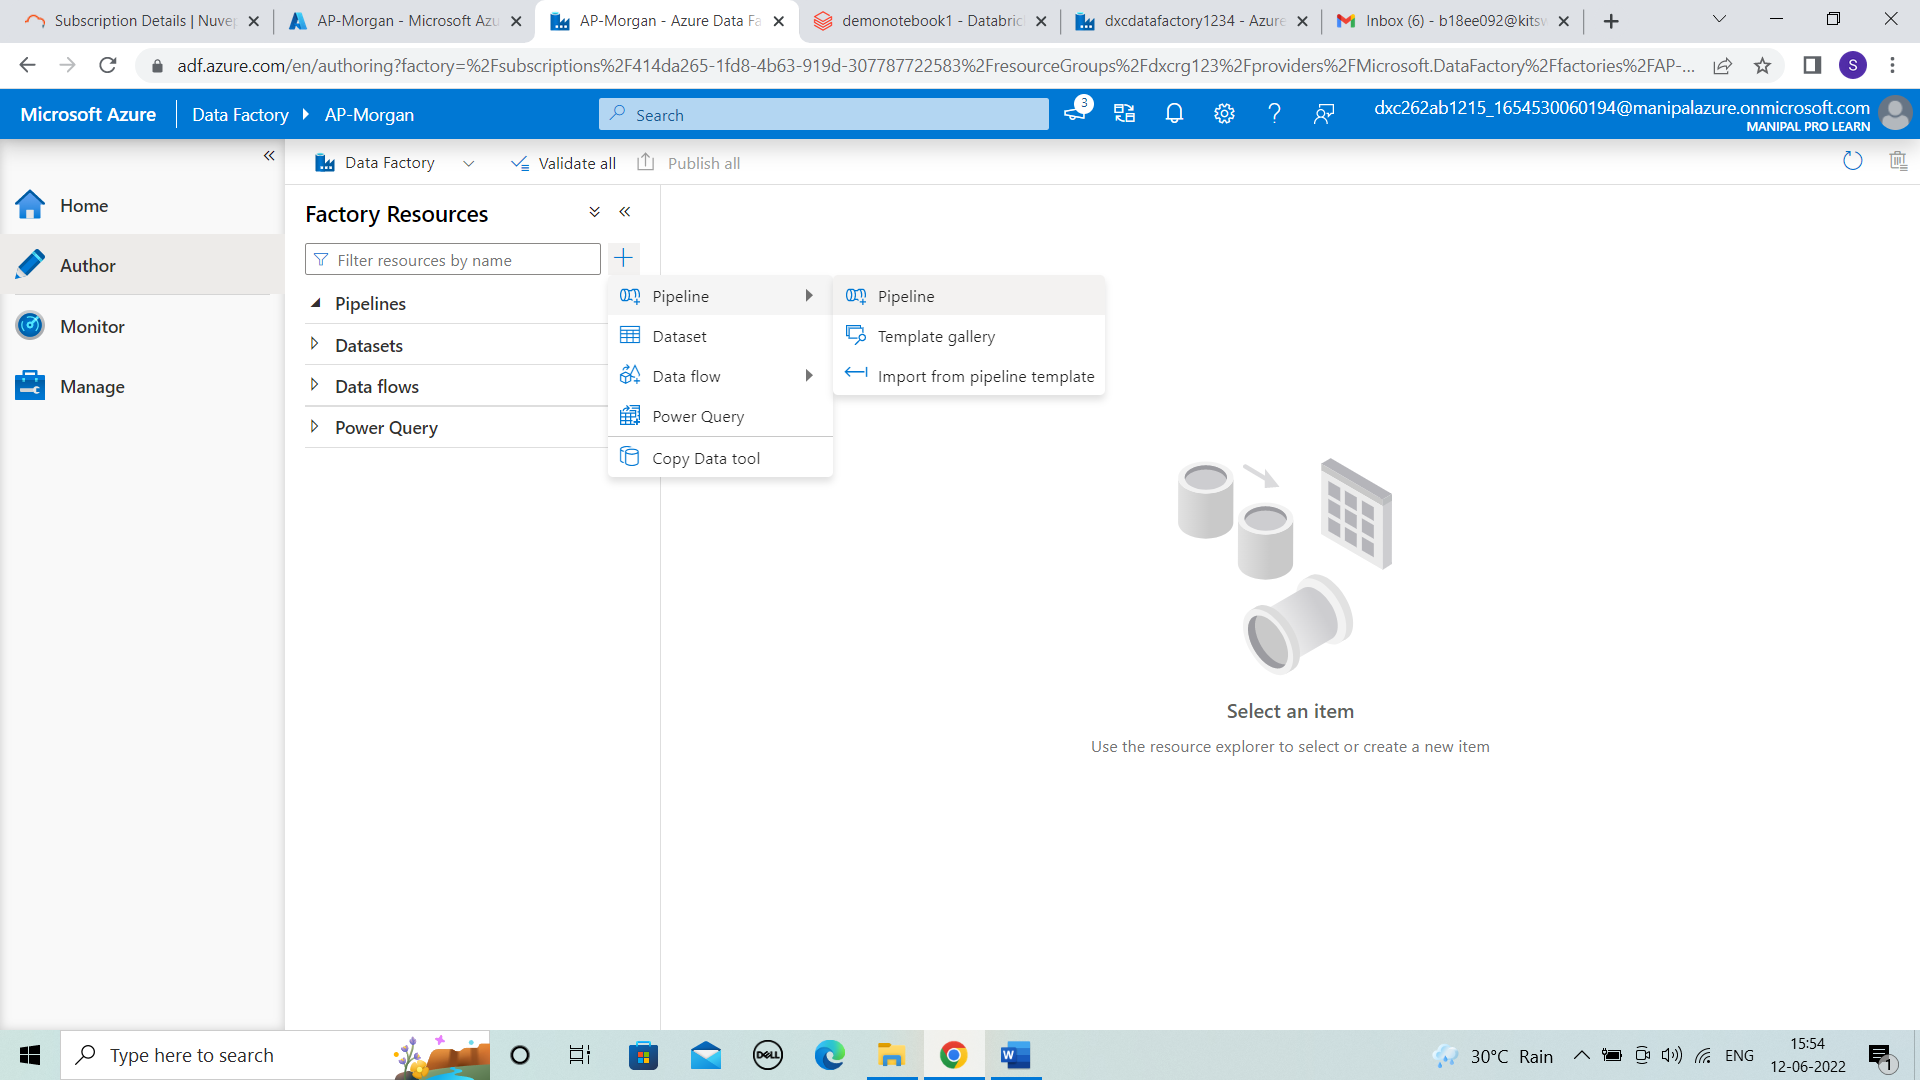 Subscription Details | Nuvep
AP-Morgan - Microsoft Azu
AP-Morgan - Azure Data Fa
demonotebook1 - Databric
dxcdatafactory1234 - Azure
Inbox (6) - b18ee092@kitsw
adf.azure.com/en/authoring?factory=%2Fsubscriptions%2F414da265-1fd8-4b63-919d-307787722583%2FresourceGroups%2Fdxcrg123%2Fproviders%2FMicrosoft.DataFactory%2Ffactories%2FAP-...
S
Microsoft Azure
Data Factory
AP-Morgan
Search
3
dxc262ab1215_1654530060194@manipalazure.onmicrosoft.com
MANIPAL PRO LEARN
Data Factory
Validate all
Publish all
Home
Author
Monitor
Manage
Factory Resources
Filter resources by name
Pipelines
Datasets
Data flows
Power Query
Pipeline
Dataset
Data flow
Power Query
Copy Data tool
Pipeline
Template gallery
Import from pipeline template
Select an item
Use the resource explorer to select or create a new item
Type here to search
DELL
W
30°C Rain
ENG
15:54
12-06-2022
1